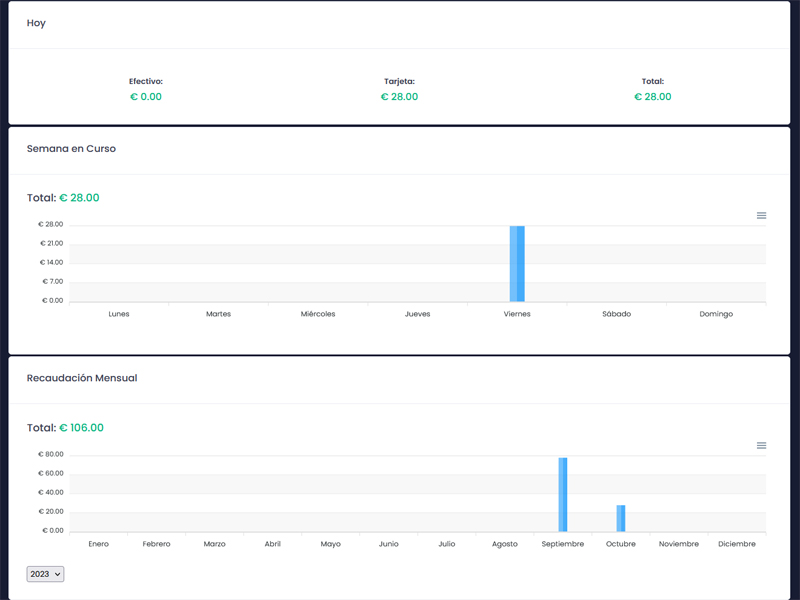 Hoy
Efectivo: Tarjeta: Total:
€ 0.00 € 28.00 € 28.00
Semana en Curso
Total: € 28.00
€ 28.00
€ 21.00
€ 14.00
€ 7.00
€ 0.00
Lunes Martes Miércoles Jueves Viernes Sábado Domingo
Recaudación Mensual
Total: € 106.00
€ 80.00
€ 60.00
€ 40.00
€ 20.00
€ 0.00
Enero Febrero Marzo Abril Mayo Junio Julio Agosto Septiembre Octubre Noviembre Diciembre
2023